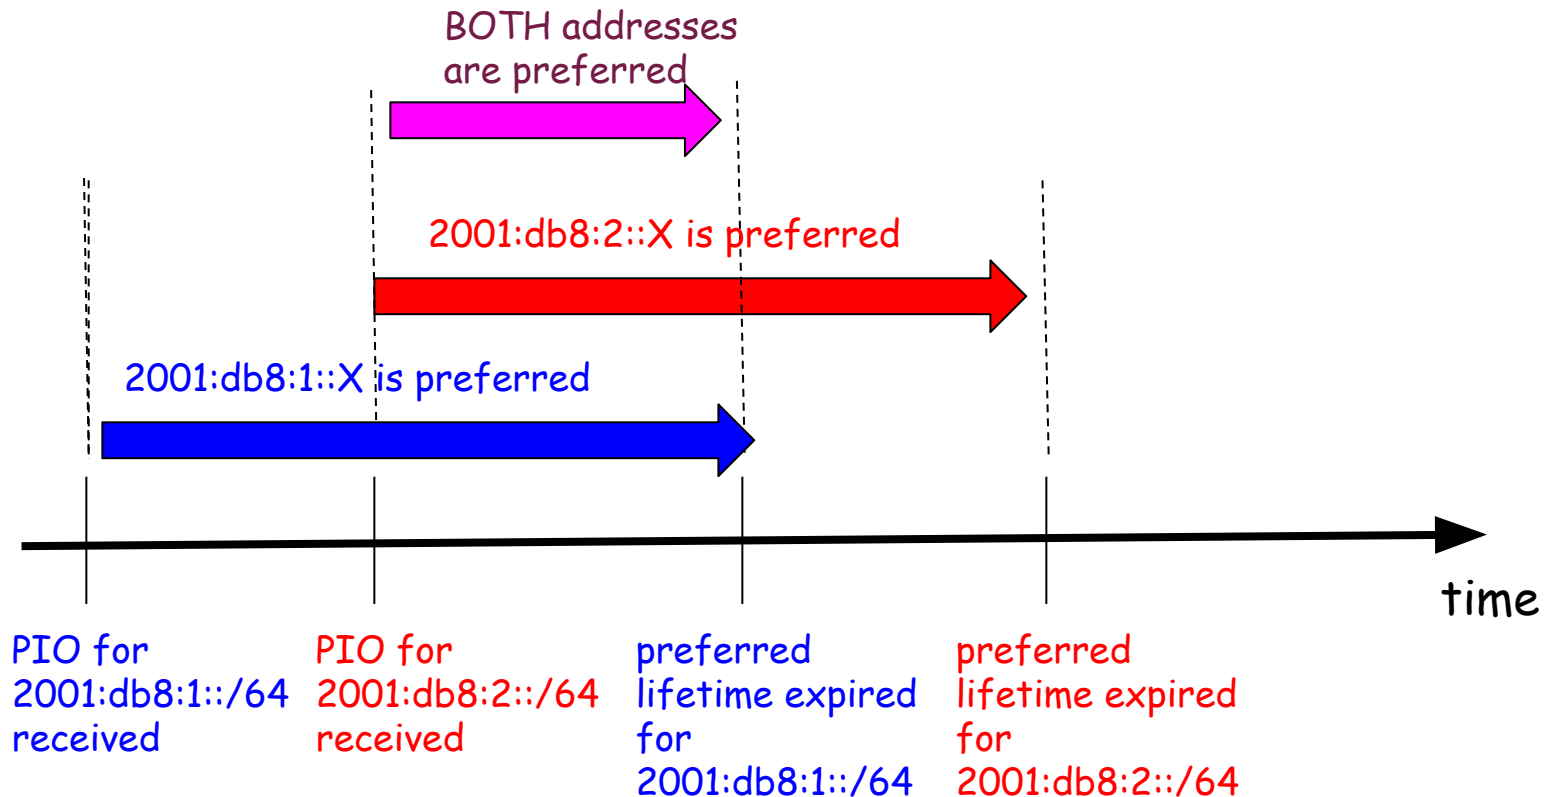 BOTH addresses
are preferred
2001:db8:2::X is preferred
2001:db8:1::X is preferred
time
PIO for
2001:db8:1::/64
received
PIO for
2001:db8:2::/64
received
preferred
lifetime expired
for
2001:db8:1::/64
preferred
lifetime expired
for
2001:db8:2::/64